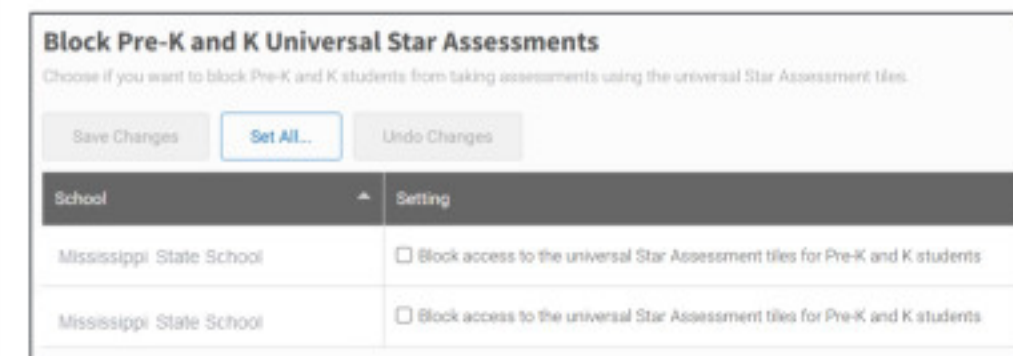 Block Pre-K and K Universal Star Assessments
Choose if you want to block Pre-K and K students from taking assessments using the universal Star Assessment tiles.
Save Changes Set All... Undo Changes
School Setting
Mississippi State School Block access to the universal Star Assessment tiles for Pre-K and K students
Mississippi State School Block access to the universal Star Assessment tiles for Pre-K and K students